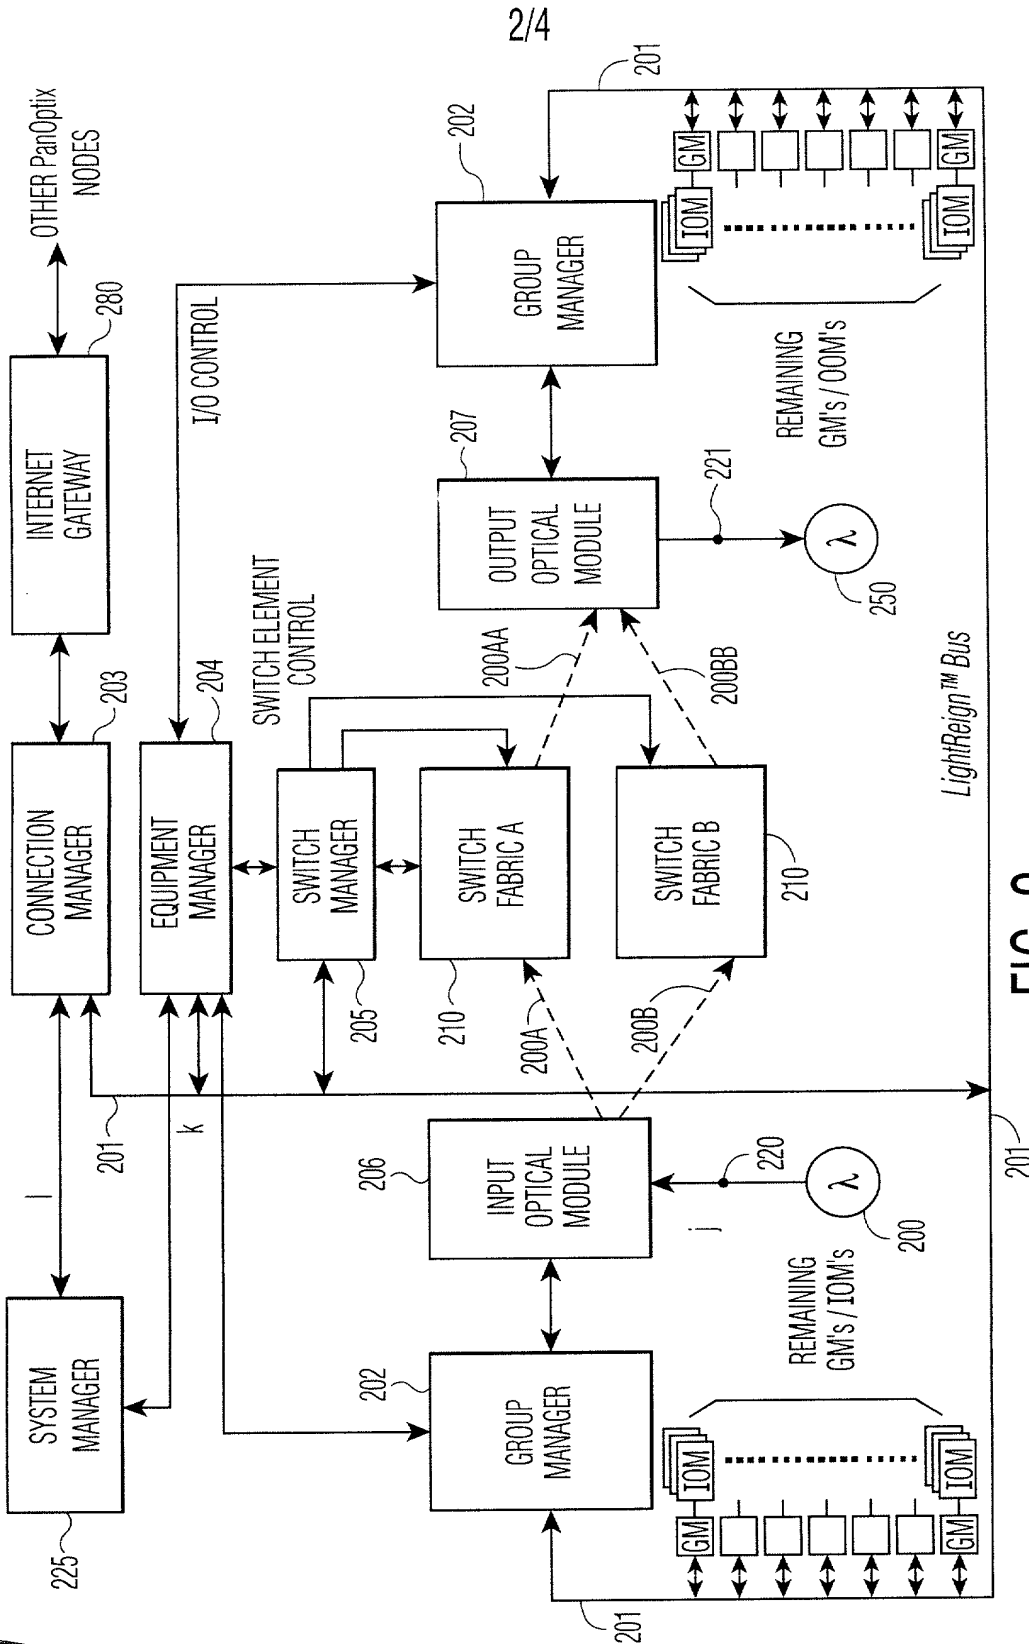 2/4
OTHER PanOptix
NODES
280
INTERNET
GATEWAY
I/O CONTROL
202
GROUP
MANAGER
201
GM
IOM
GM
IOM
REMAINING
GM's / OOM's
203
CONNECTION
MANAGER
204
EQUIPMENT
MANAGER
SWITCH ELEMENT
CONTROL
207
OUTPUT
OPTICAL
MODULE
221
λ
250
200AA
200BB
SWITCH
MANAGER
205
SWITCH
FABRIC A
210
SWITCH
FABRIC B
210
LightReign™ Bus
200A
200B
l
201
k
206
INPUT
OPTICAL
MODULE
220
j
λ
200
201
SYSTEM
MANAGER
225
202
GROUP
MANAGER
REMAINING
GM's / IOM's
IOM
GM
IOM
GM
201